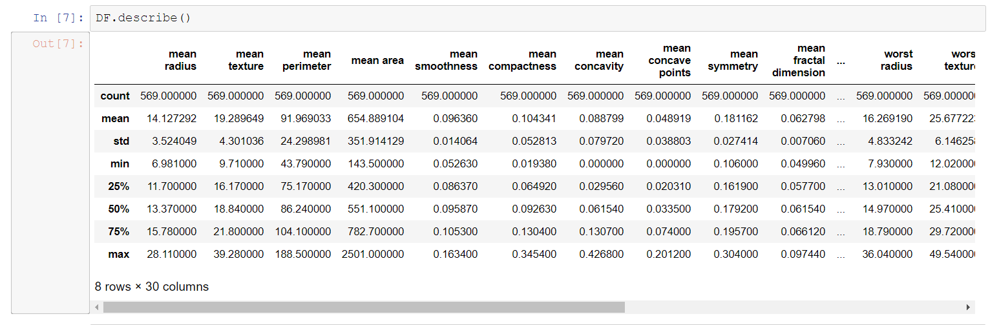 In [7]: DF.describe()
Out[7]:
mean radius mean texture mean perimeter mean area mean smoothness mean compactness mean concavity mean concave points mean symmetry mean fractal dimension ... worst radius
count 569.000000 569.000000 569.000000 569.000000 569.000000 569.000000 569.000000 569.000000 569.000000 569.000000 ... 569.000000 569.00000
mean 14.127292 19.289649 91.969033 654.889104 0.096360 0.104341 0.088799 0.048919 0.181162 0.062798 ... 16.269190 25.67722
std 3.524049 4.301036 24.298981 351.914129 0.014064 0.052813 0.079720 0.038803 0.027414 0.007060 ... 4.833242 6.14625
min 6.981000 9.710000 43.790000 143.500000 0.052630 0.019380 0.000000 0.000000 0.106000 0.049960 ... 7.930000 12.02000
25% 11.700000 16.170000 75.170000 420.300000 0.086370 0.064920 0.029560 0.020310 0.161900 0.057700 ... 13.010000 21.08000
50% 13.370000 18.840000 86.240000 551.100000 0.095870 0.092630 0.061540 0.033500 0.179200 0.061540 ... 14.970000 25.41000
75% 15.780000 21.800000 104.100000 782.700000 0.105300 0.130400 0.130700 0.074000 0.195700 0.066120 ... 18.790000 29.72000
max 28.110000 39.280000 188.500000 2501.000000 0.163400 0.345400 0.426800 0.201200 0.304000 0.097440 ... 36.040000 49.54000
8 rows × 30 columns